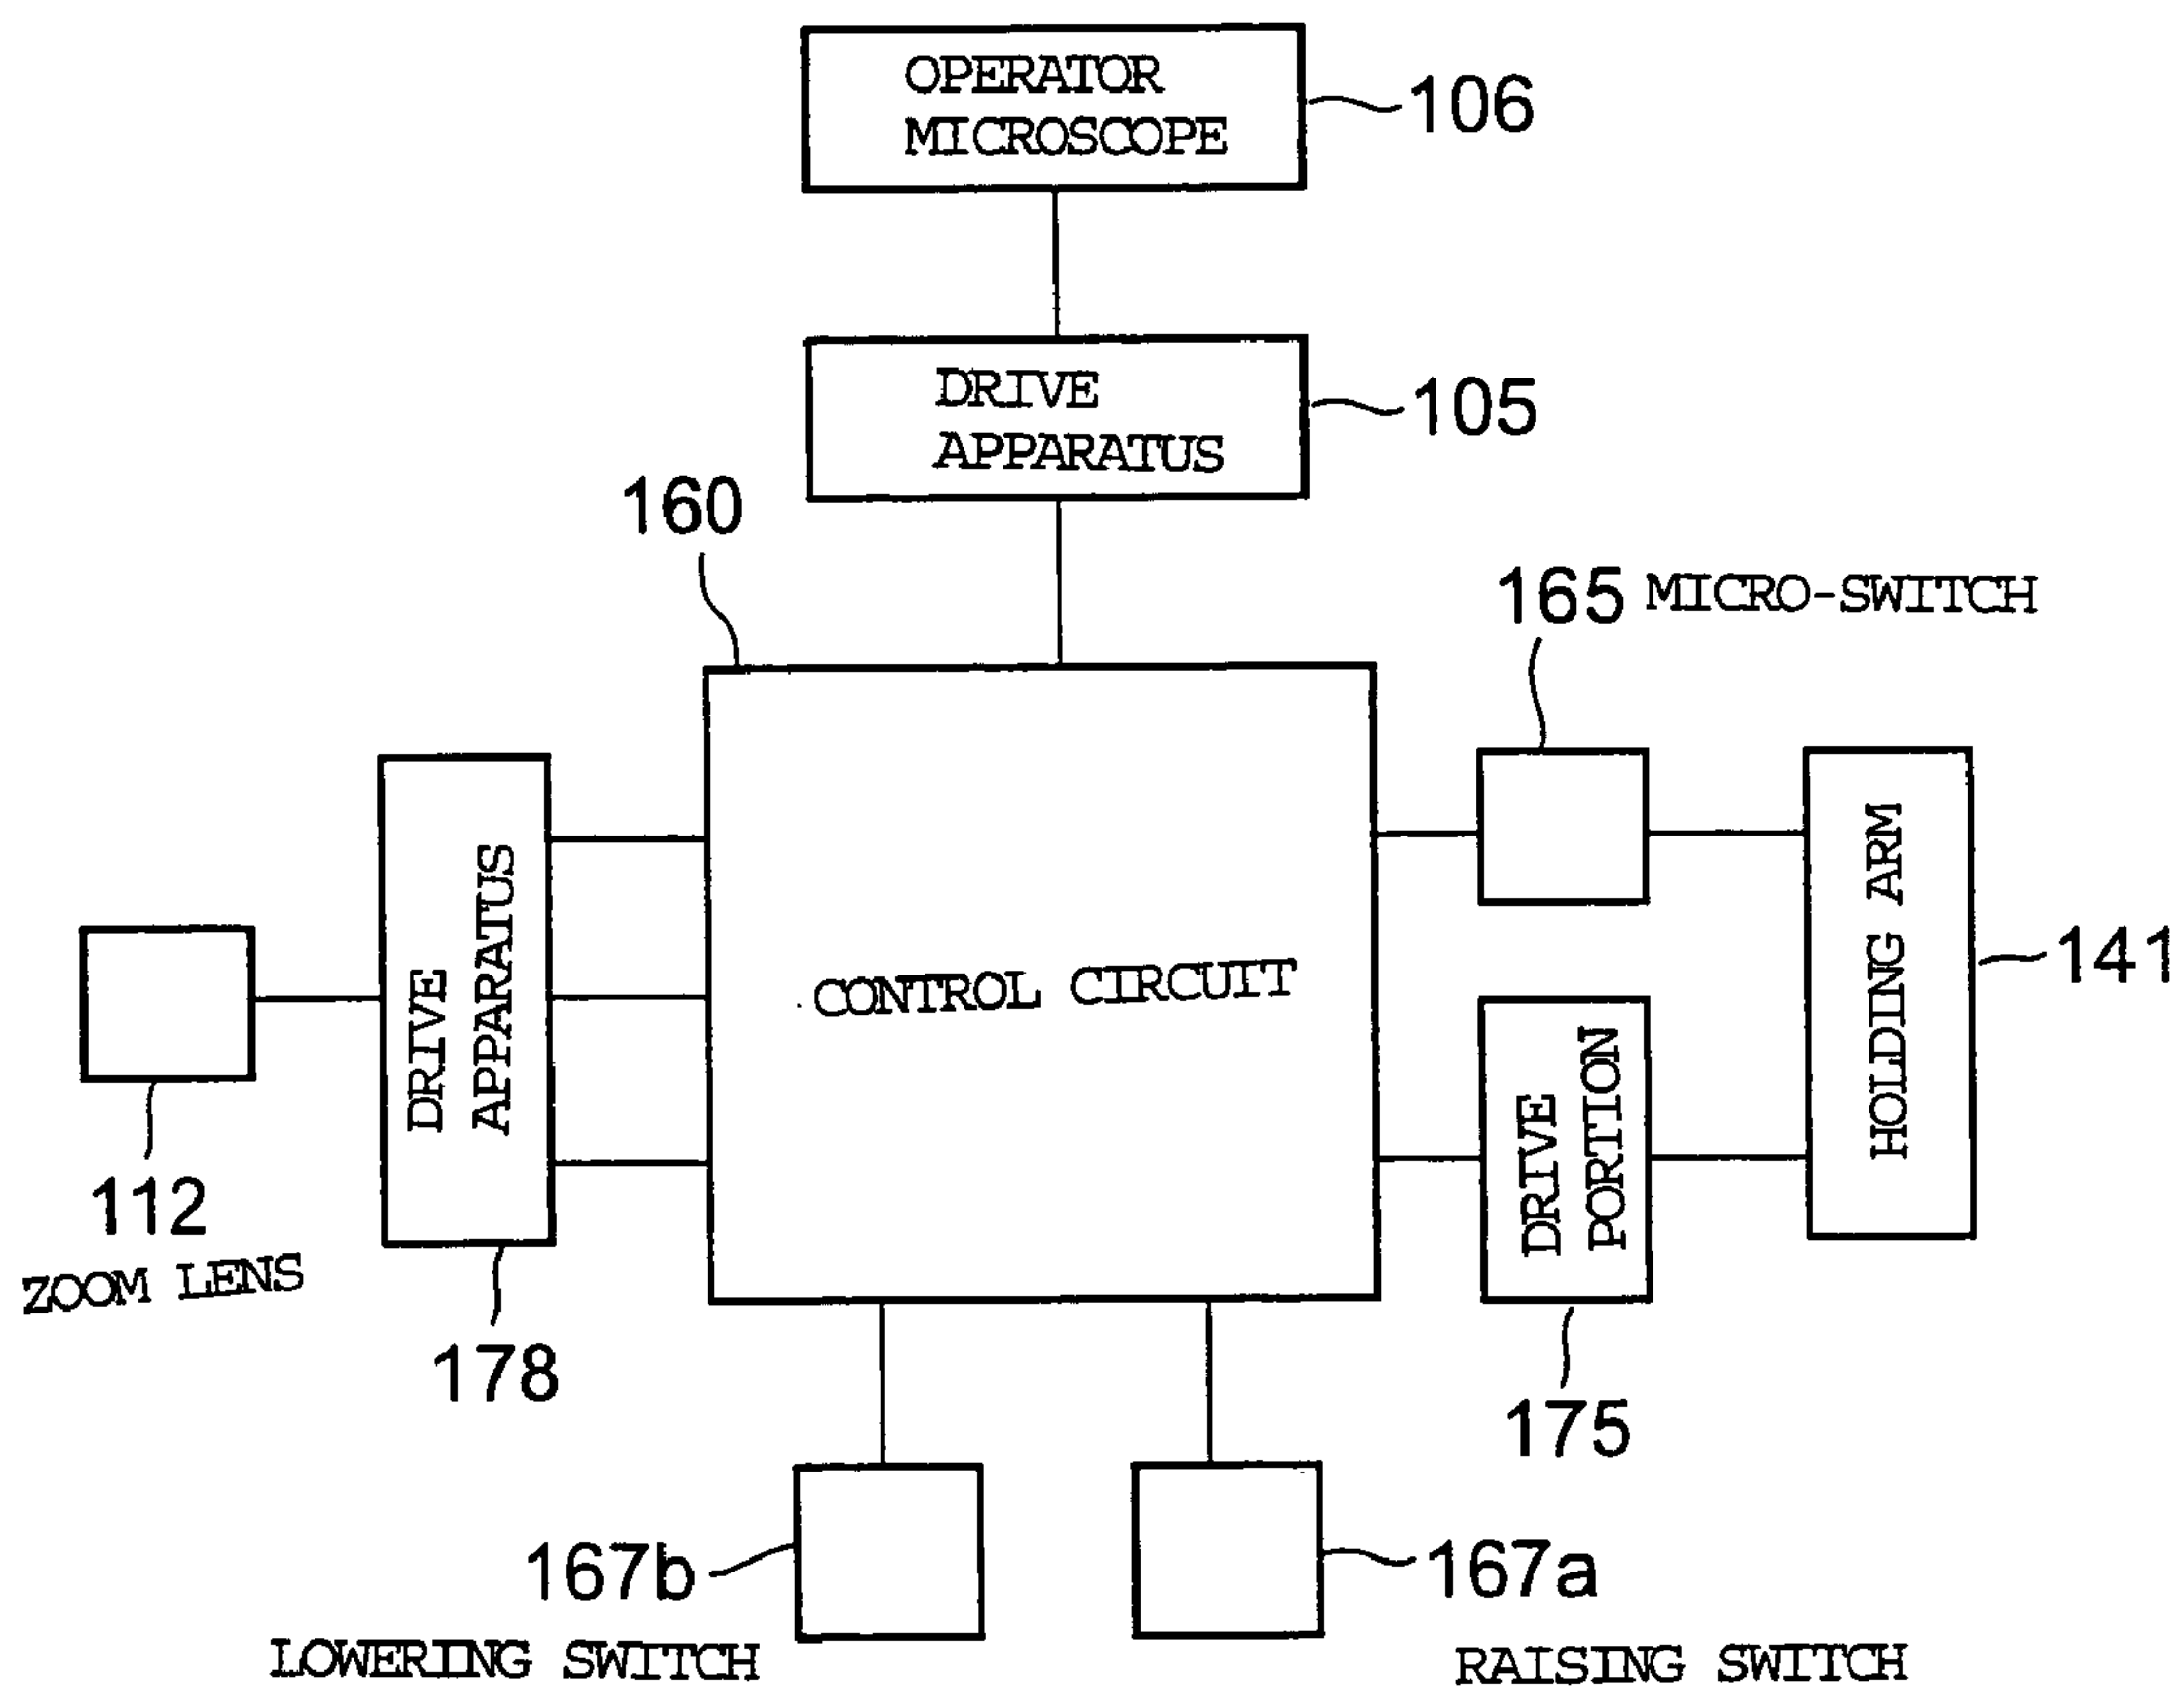 OPERATOR
MICROSCOPE
106
DRIVE
APPARATUS
105
160
165 MICRO-SWITCH
DRIVE
APPARATUS
CONTROL CIRCUIT
HOLDING ARM
141
DRIVE
PORTION
112
ZOOM LENS
178
175
167b
167a
LOWERING SWITCH
RAISING SWITCH